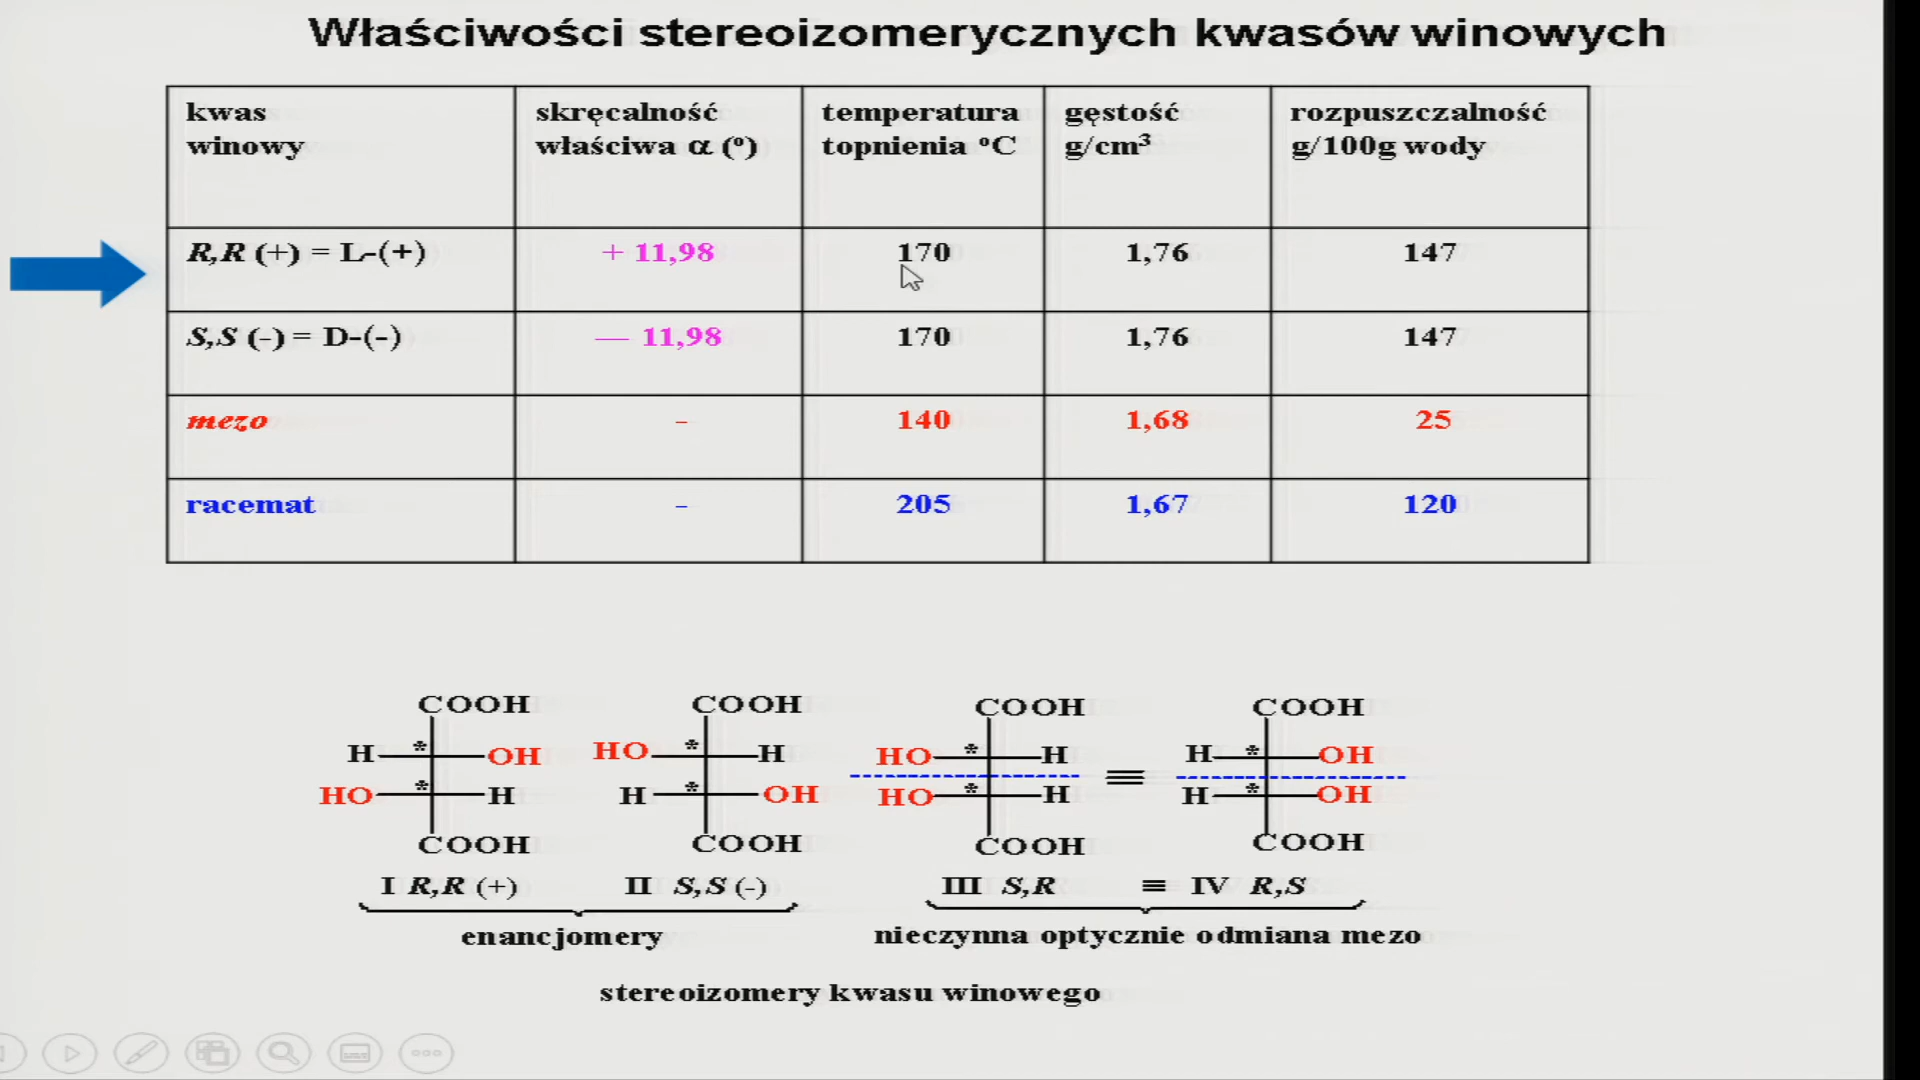 Właściwości stereoizomerycznych kwasów winowych
kwas winowy
skręcalność właściwa α (º)
temperatura topnienia ºC
gęstość g/cm³
rozpuszczalność g/100g wody
R,R (+) = L-(+) + 11,98 170 1,76 147
S,S (-) = D-(-) — 11,98 170 1,76 147
mezo - 140 1,68 25
racemat - 205 1,67 120
COOH COOH COOH COOH
H * OH HO * H HO * H H * OH
≡
HO * H H * OH HO * H H * OH
COOH COOH COOH COOH
I R,R (+) II S,S (-) III S,R ≡ IV R,S
enancjomery nieczynna optycznie odmiana mezo
stereoizomery kwasu winowego